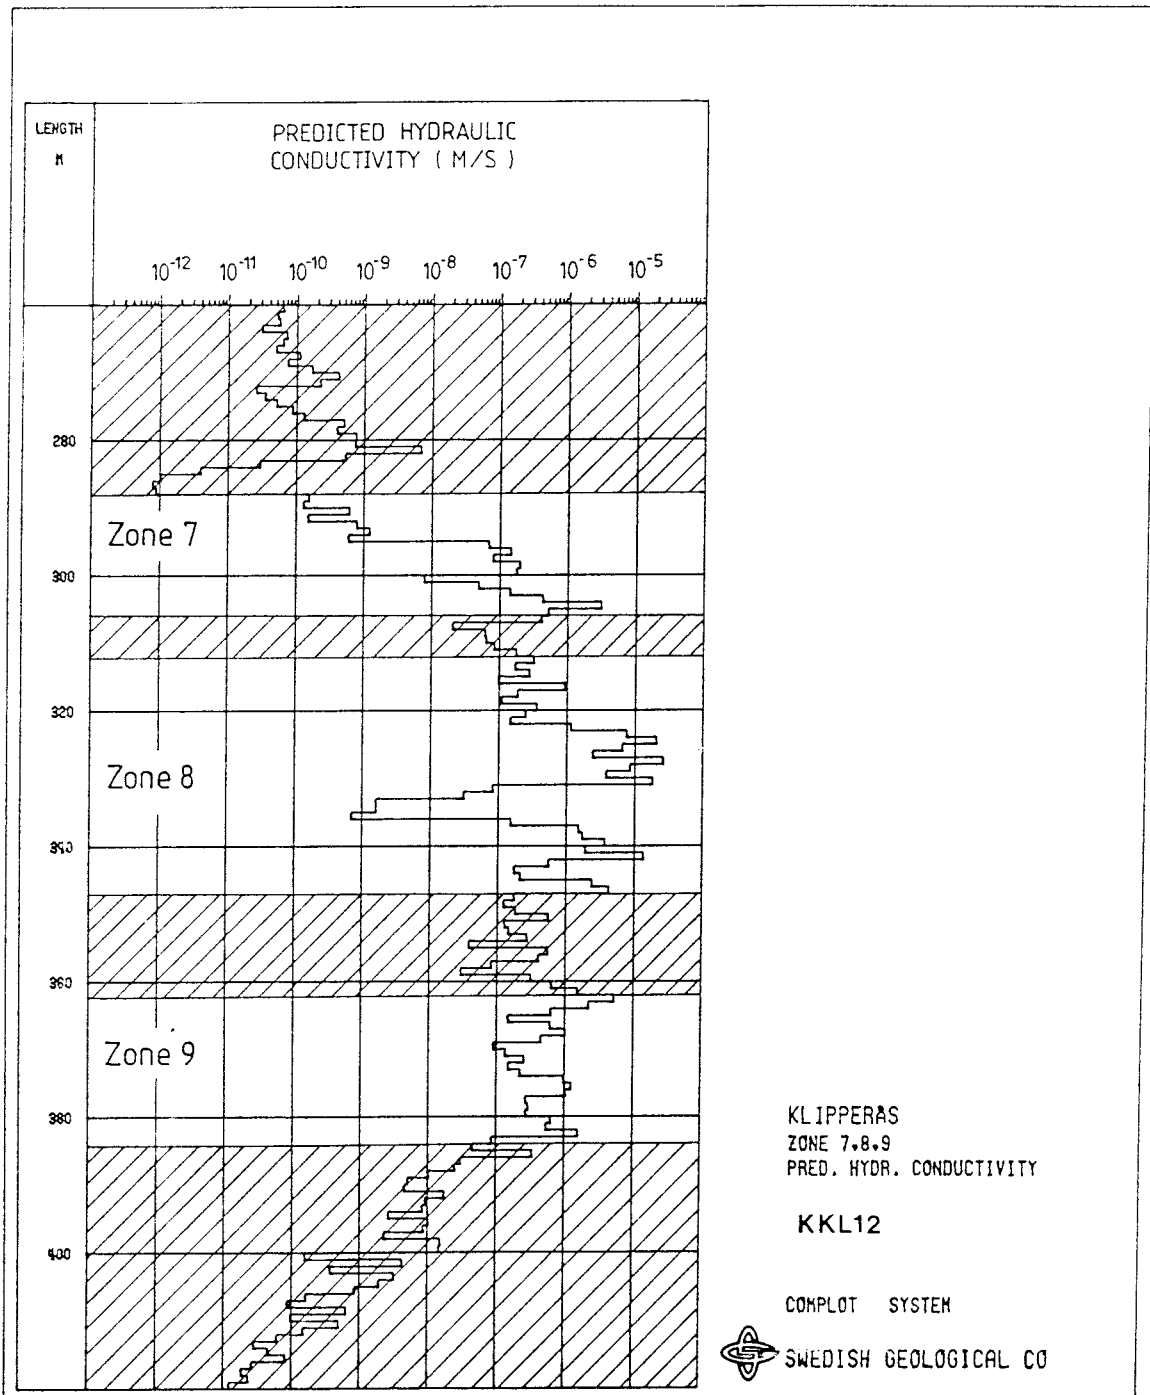 LENGTH
M
PREDICTED HYDRAULIC
CONDUCTIVITY ( M/S )
10-12 10-11 10-10 10-9 10-8 10-7 10-6 10-5
280
Zone 7
300
320
Zone 8
340
360
Zone 9
380
400
KLIPPERÅS
ZONE 7.8.9
PRED. HYDR. CONDUCTIVITY
KKL12
COMPLOT SYSTEM
SWEDISH GEOLOGICAL CO